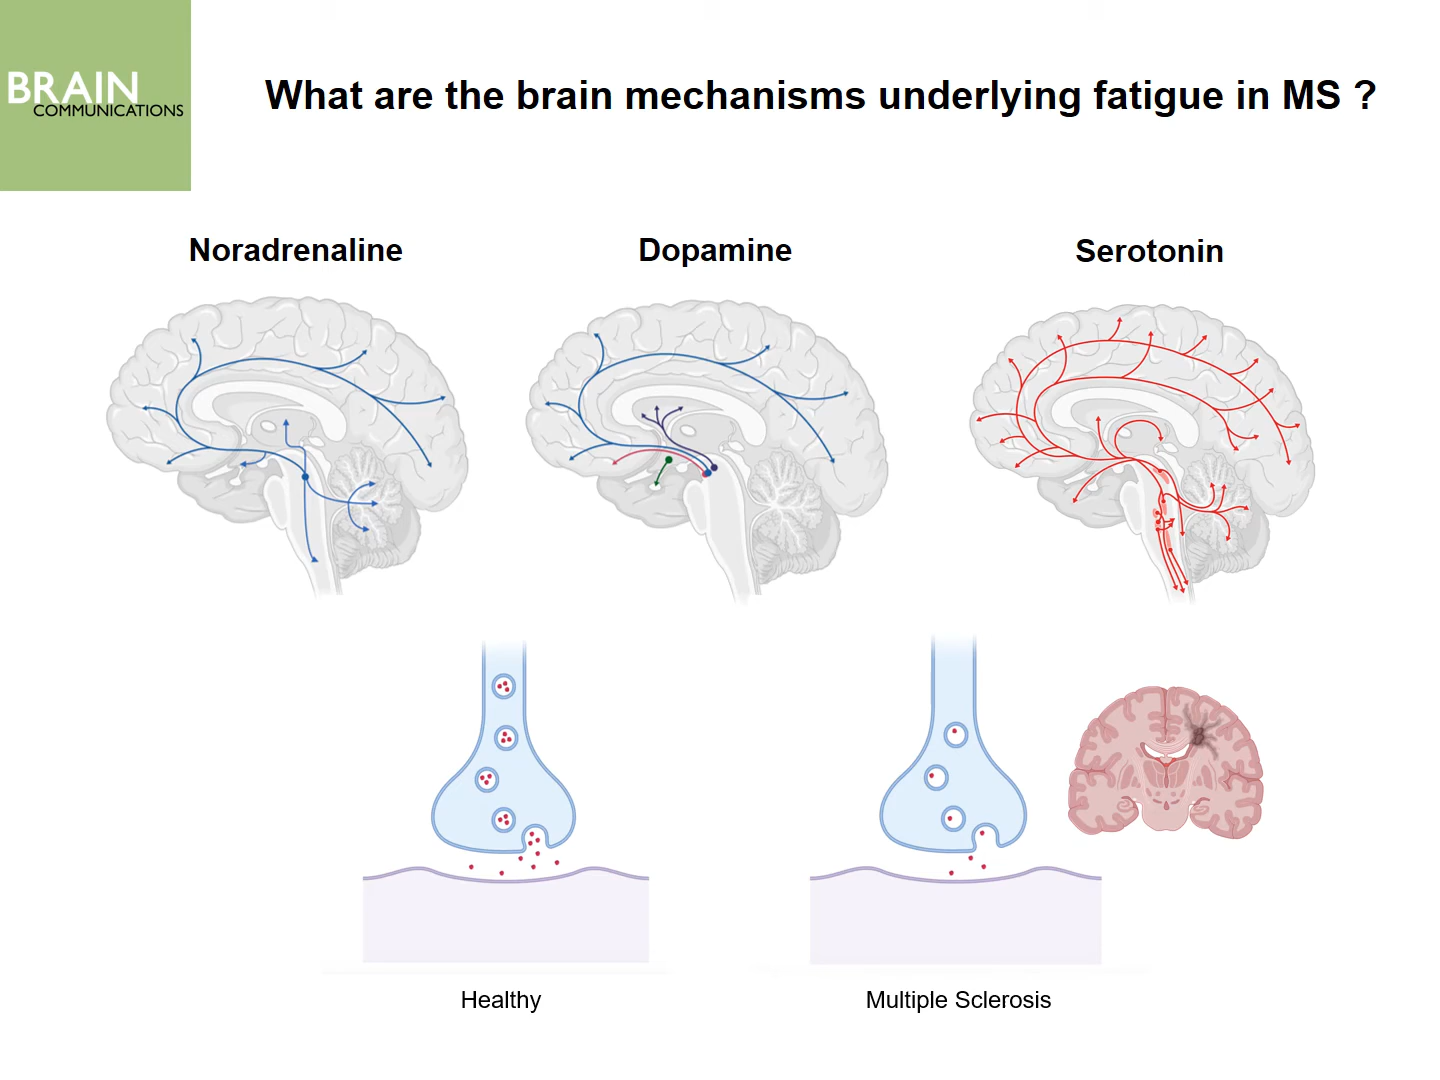 BRAIN
COMMUNICATIONS
What are the brain mechanisms underlying fatigue in MS ?
Noradrenaline
Dopamine
Serotonin
Healthy
Multiple Sclerosis